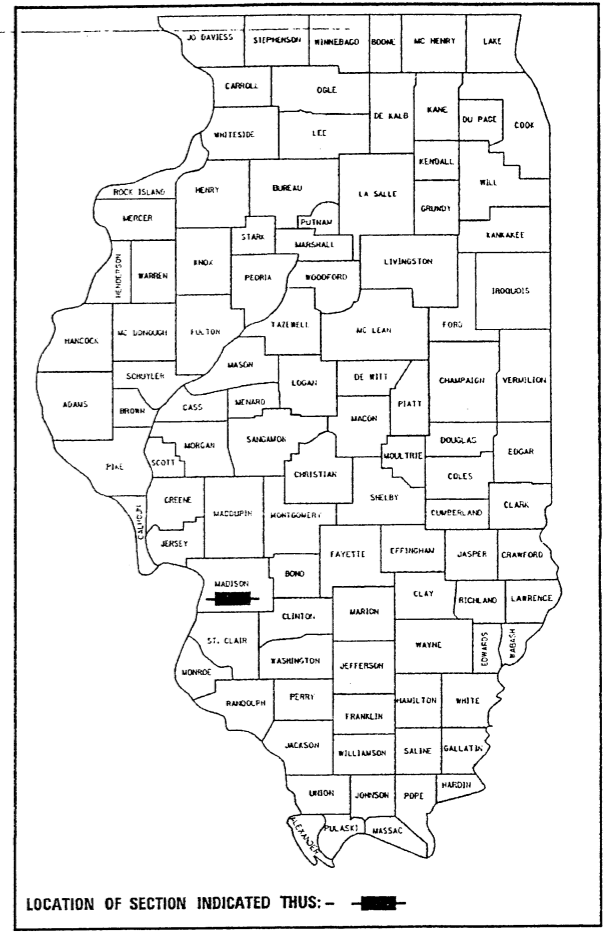 JO DAVIESS STEPHENSON WINNEBAGO BOONE MC HENRY LAKE
CARROLL OGLE DE KALB KANE DU PAGE COOK
WHITESIDE LEE
KENDALL WILL
ROCK ISLAND HENRY BUREAU LA SALLE GRUNDY
MERCER PUTNAM KANKAKEE
STARK MARSHALL
HENDERSON WARREN KNOX PEORIA WOODFORD LIVINGSTON IROQUOIS
HANCOCK MC DONOUGH FULTON TAZEWELL MC LEAN FORD
MASON
SCHUYLER LOGAN DE WITT CHAMPAIGN VERMILION
ADAMS BROWN CASS MENARD PIATT
MACON
MORGAN SANGAMON DOUGLAS EDGAR
PIKE SCOTT MOULTRIE
CHRISTIAN COLES
GREENE SHELBY
CALHOUN MACOUPIN MONTGOMERY CUMBERLAND CLARK
JERSEY FAYETTE EFFINGHAM JASPER CRAWFORD
MADISON BOND
CLAY RICHLAND LAWRENCE
CLINTON MARION
ST. CLAIR WAYNE EDWARDS WABASH
WASHINGTON JEFFERSON
MONROE
RANDOLPH PERRY HAMILTON WHITE
FRANKLIN
JACKSON WILLIAMSON SALINE GALLATIN
HARDIN
UNION JOHNSON POPE
ALEXANDER PULASKI MASSAC
LOCATION OF SECTION INDICATED THUS: -